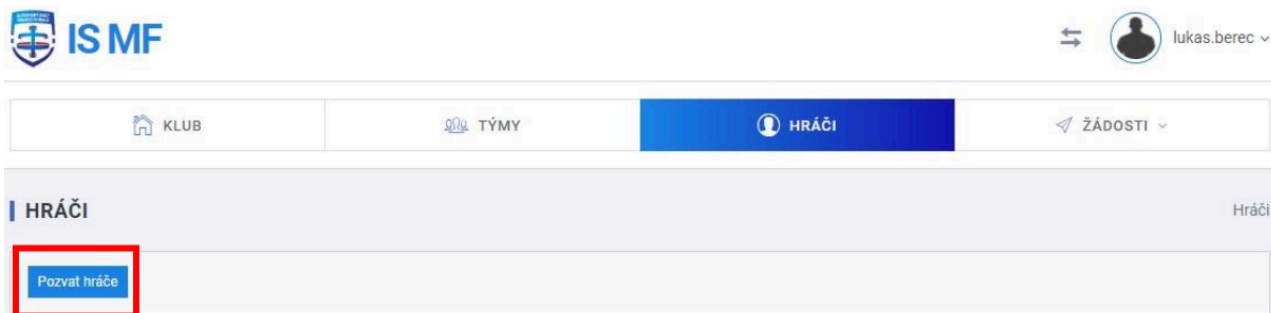 IS MF
lukas.berec
KLUB
TÝMY
HRÁČI
ŽÁDOSTI
HRÁČI
Hráči
Pozvat hráče